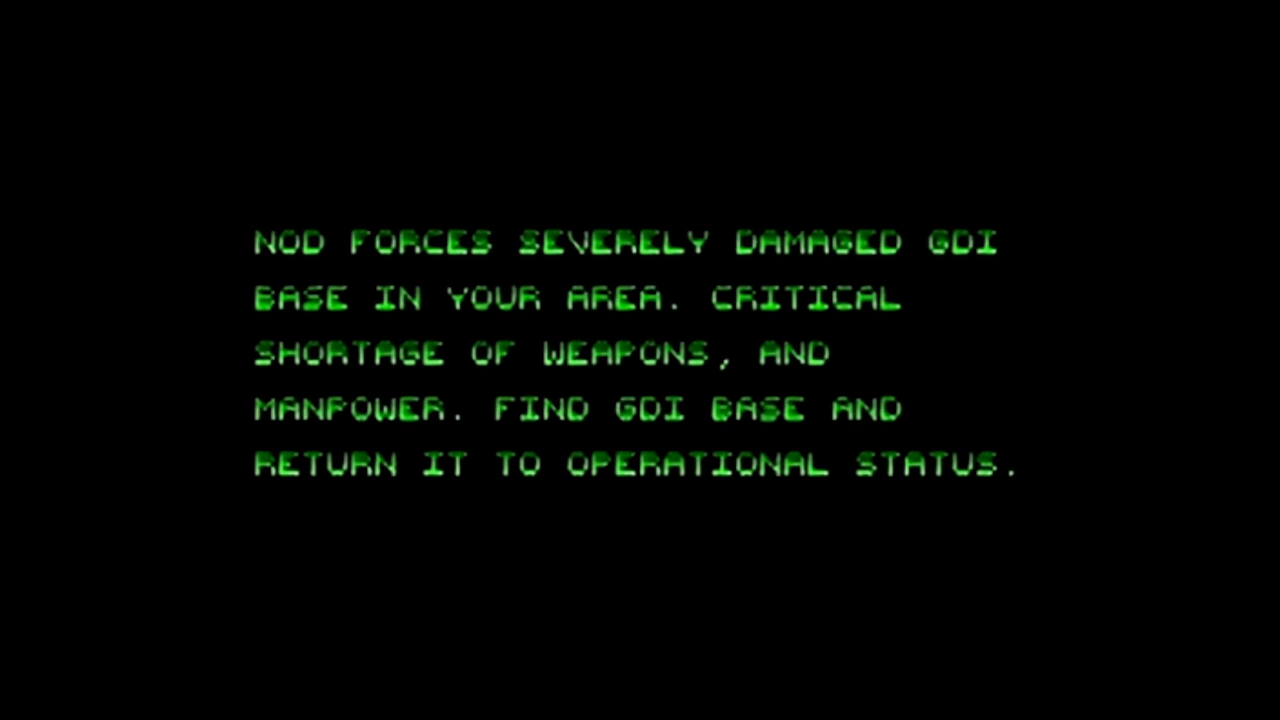 NOD FORCES SEVERELY DAMAGED GDI
BASE IN YOUR AREA. CRITICAL
SHORTAGE OF WEAPONS, AND
MANPOWER. FIND GDI BASE AND
RETURN IT TO OPERATIONAL STATUS.